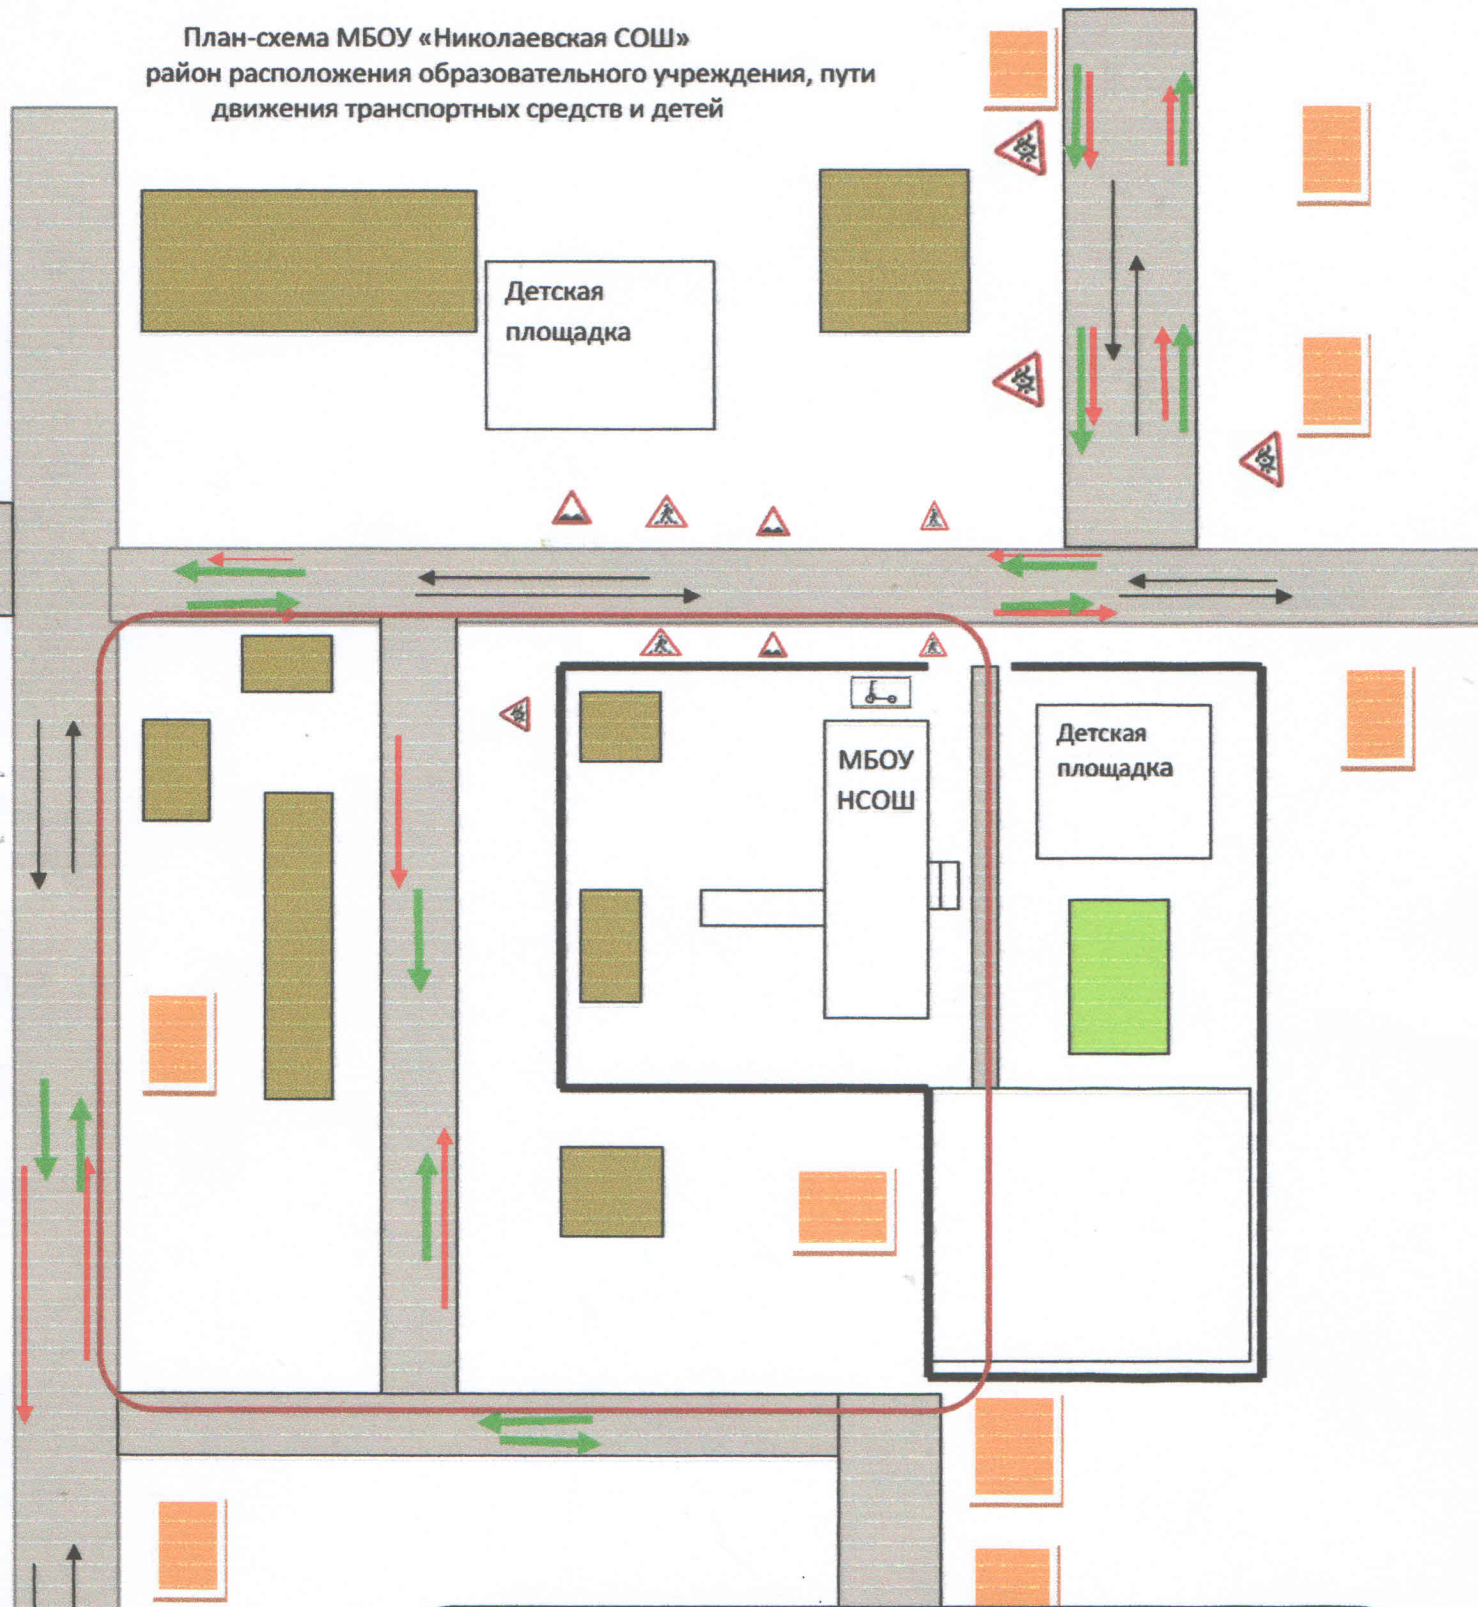 План-схема МБОУ «Николаевская СОШ»
район расположения образовательного учреждения, пути
движения транспортных средств и детей
Детская
площадка
МБОУ
НСОШ
Детская
площадка